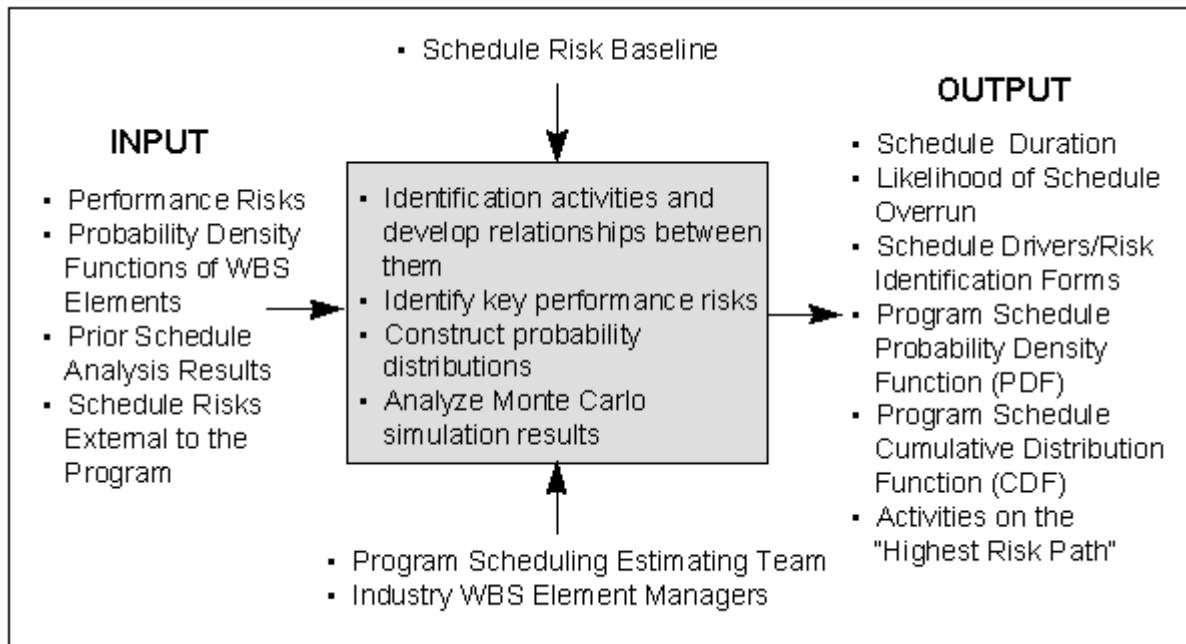 ▪ Schedule Risk Baseline
INPUT
▪ Performance Risks
▪ Probability Density
Functions of WBS
Elements
▪ Prior Schedule
Analysis Results
▪ Schedule Risks
External to the
Program
▪ Identification activities and
develop relationships between
them
▪ Identify key performance risks
▪ Construct probability
distributions
▪ Analyze Monte Carlo
simulation results
▪ Program Scheduling Estimating Team
▪ Industry WBS Element Managers
OUTPUT
▪ Schedule Duration
▪ Likelihood of Schedule
Overrun
▪ Schedule Drivers/Risk
Identification Forms
▪ Program Schedule
Probability Density
Function (PDF)
▪ Program Schedule
Cumulative Distribution
Function (CDF)
▪ Activities on the
"Highest Risk Path"